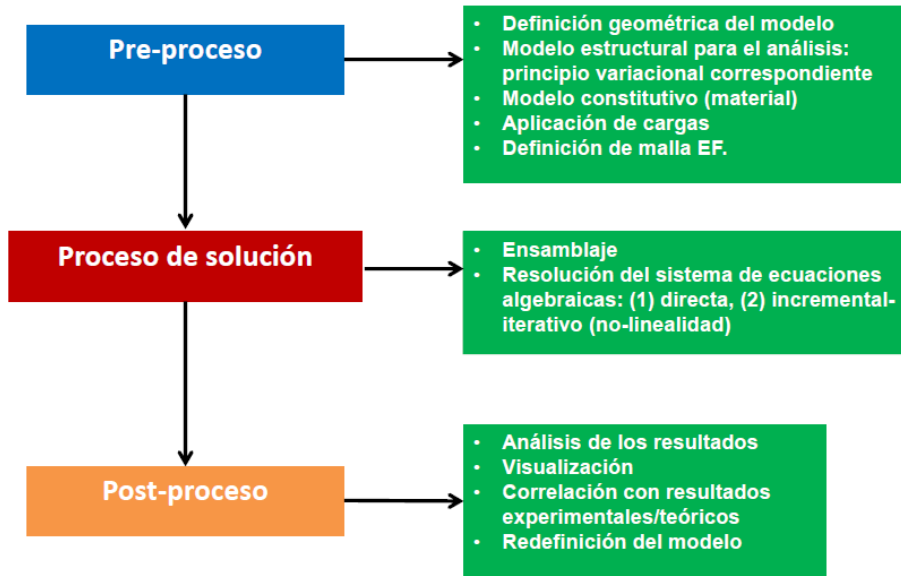 Pre-proceso
• Definición geométrica del modelo
• Modelo estructural para el análisis:
principio variacional correspondiente
• Modelo constitutivo (material)
• Aplicación de cargas
• Definición de malla EF.
Proceso de solución
• Ensamblaje
• Resolución del sistema de ecuaciones
algebraicas: (1) directa, (2) incremental-
iterativo (no-linealidad)
Post-proceso
• Análisis de los resultados
• Visualización
• Correlación con resultados
experimentales/teóricos
• Redefinición del modelo